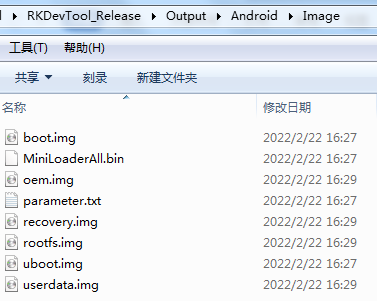 RKDevTool_Release ▸ Output ▸ Android ▸ Image
工具(T) 帮助(H)
共享 刻录 新建文件夹
名称 修改日期
boot.img 2022/2/22 16:27
MiniLoaderAll.bin 2022/2/22 16:27
oem.img 2022/2/22 16:29
parameter.txt 2022/2/22 16:27
recovery.img 2022/2/22 16:29
rootfs.img 2022/2/22 16:29
uboot.img 2022/2/22 16:27
userdata.img 2022/2/22 16:29